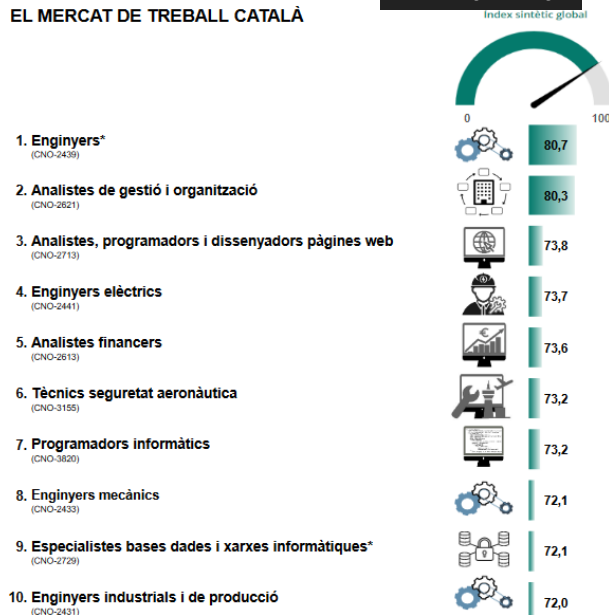 EL MERCAT DE TREBALL CATALÀ
Índex sintètic global
0 100
1. Enginyers* 80,7
(CNO-2439)
2. Analistes de gestió i organització 80,3
(CNO-2621)
3. Analistes, programadors i dissenyadors pàgines web 73,8
(CNO-2713)
4. Enginyers elèctrics 73,7
(CNO-2441)
5. Analistes financers 73,6
(CNO-2613)
6. Tècnics seguretat aeronàutica 73,2
(CNO-3155)
7. Programadors informàtics 73,2
(CNO-3820)
8. Enginyers mecànics 72,1
(CNO-2433)
9. Especialistes bases dades i xarxes informàtiques* 72,1
(CNO-2729)
10. Enginyers industrials i de producció 72,0
(CNO-2431)